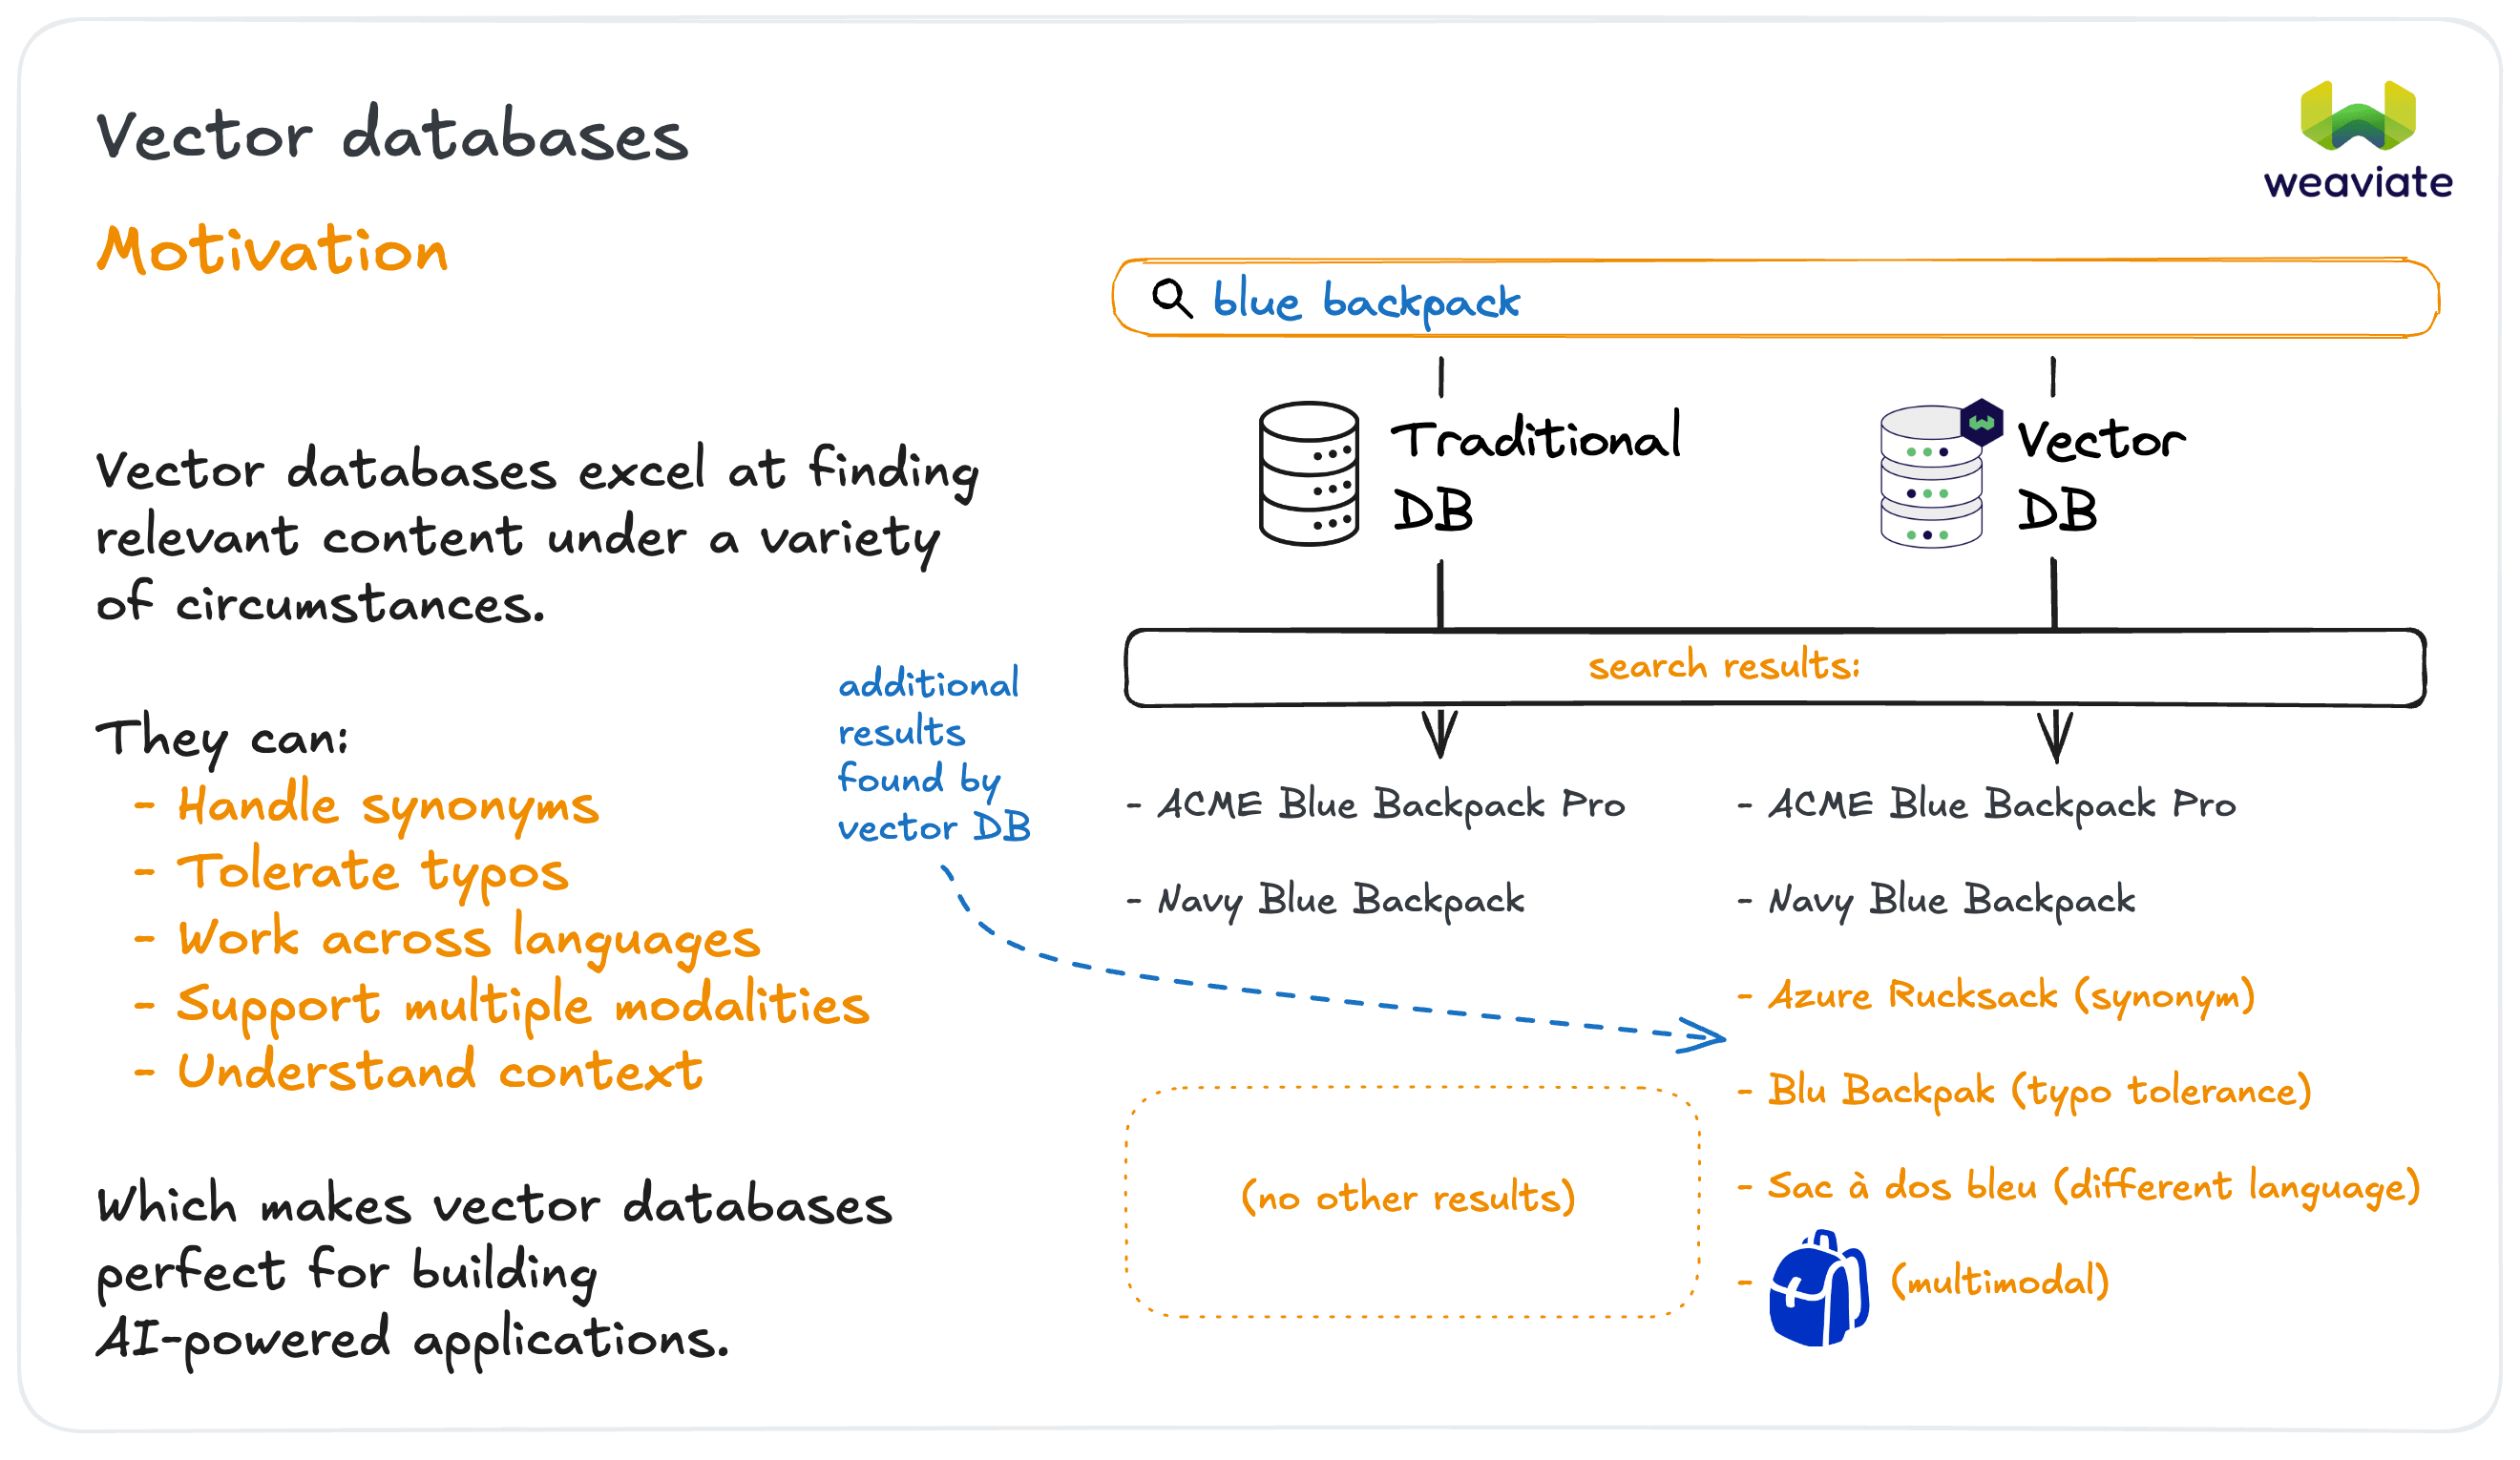 Vector databases
Motivation
weaviate
Vector databases excel at finding
relevant content under a variety
of circumstances.
They can:
- Handle synonyms
- Tolerate typos
- Work across languages
- Support multiple modalities
- Understand context
Which makes vector databases
perfect for building
AI-powered applications.
additional
results
found by
vector DB
blue backpack
Traditional
DB
Vector
DB
search results:
- ACME Blue Backpack Pro
- Navy Blue Backpack
(no other results)
- ACME Blue Backpack Pro
- Navy Blue Backpack
- Azure Rucksack (synonym)
- Blu Backpak (typo tolerance)
- Sac à dos bleu (different language)
- (multimodal)